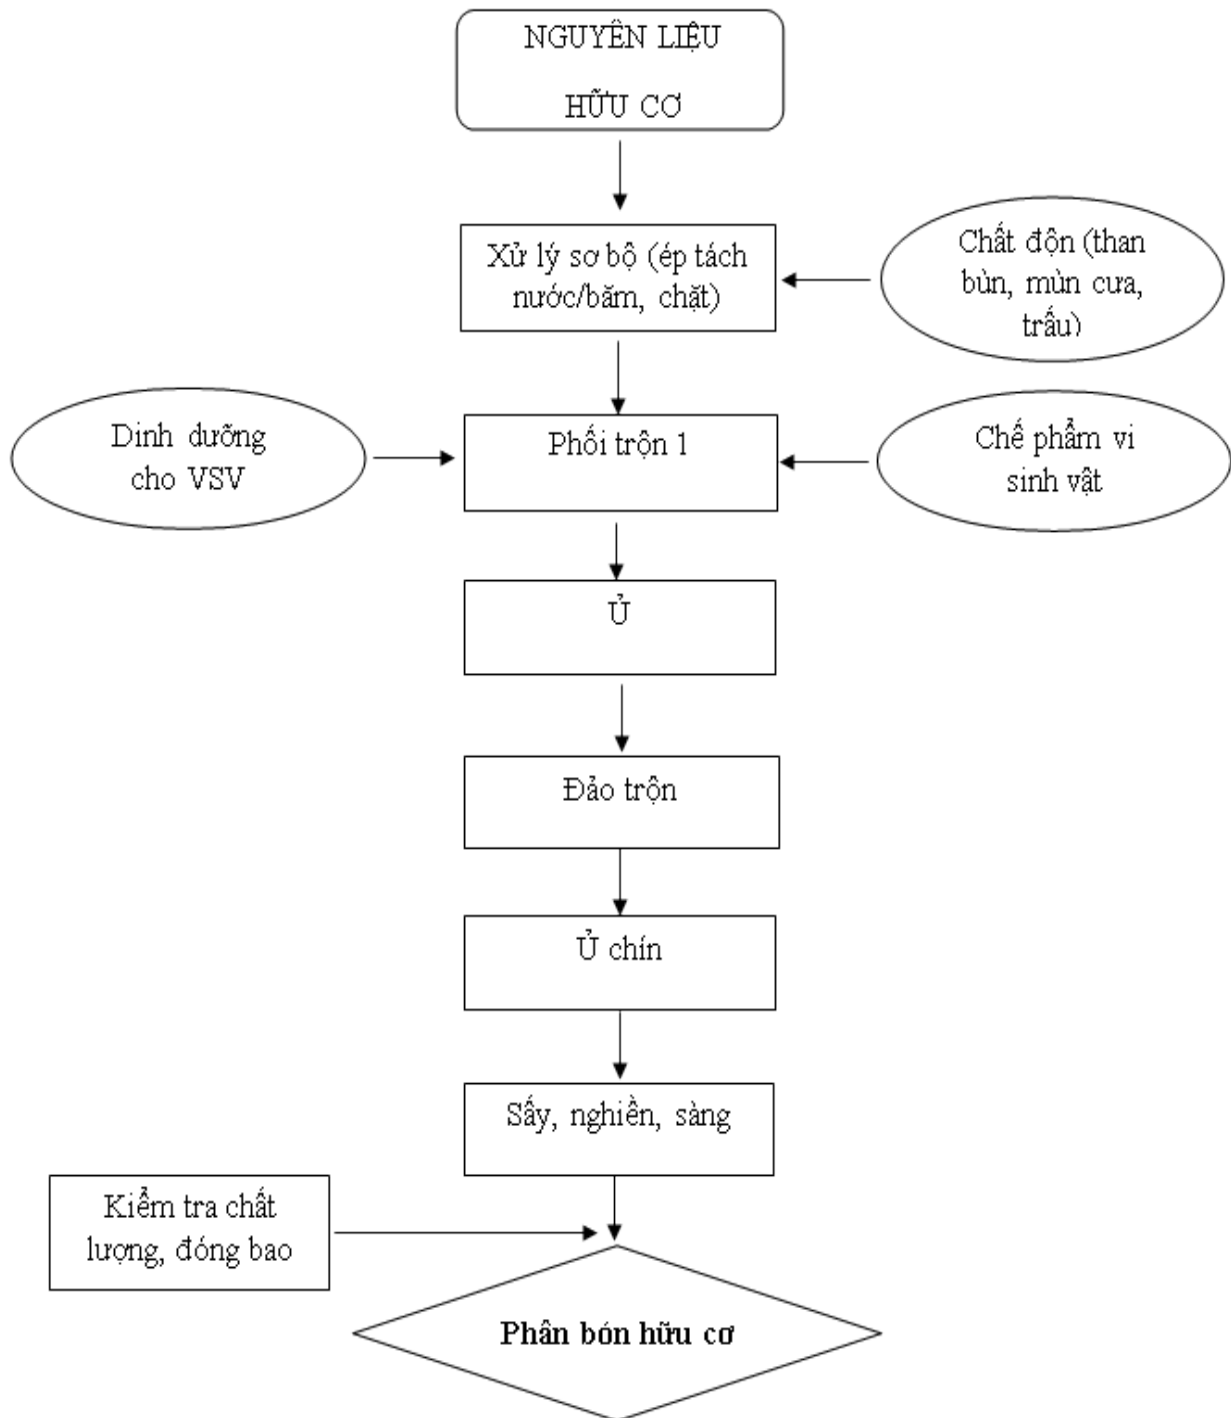 NGUYÊN LIỆU
HỮU CƠ
Xử lý sơ bộ (ép tách
nước/băm, chặt)
Chất độn (than
bùn, mùn cưa,
trấu)
Dinh dưỡng
cho VSV
Phối trộn 1
Chế phẩm vi
sinh vật
Ủ
Đảo trộn
Ủ chín
Sấy, nghiền, sàng
Kiểm tra chất
lượng, đóng bao
Phân bón hữu cơ